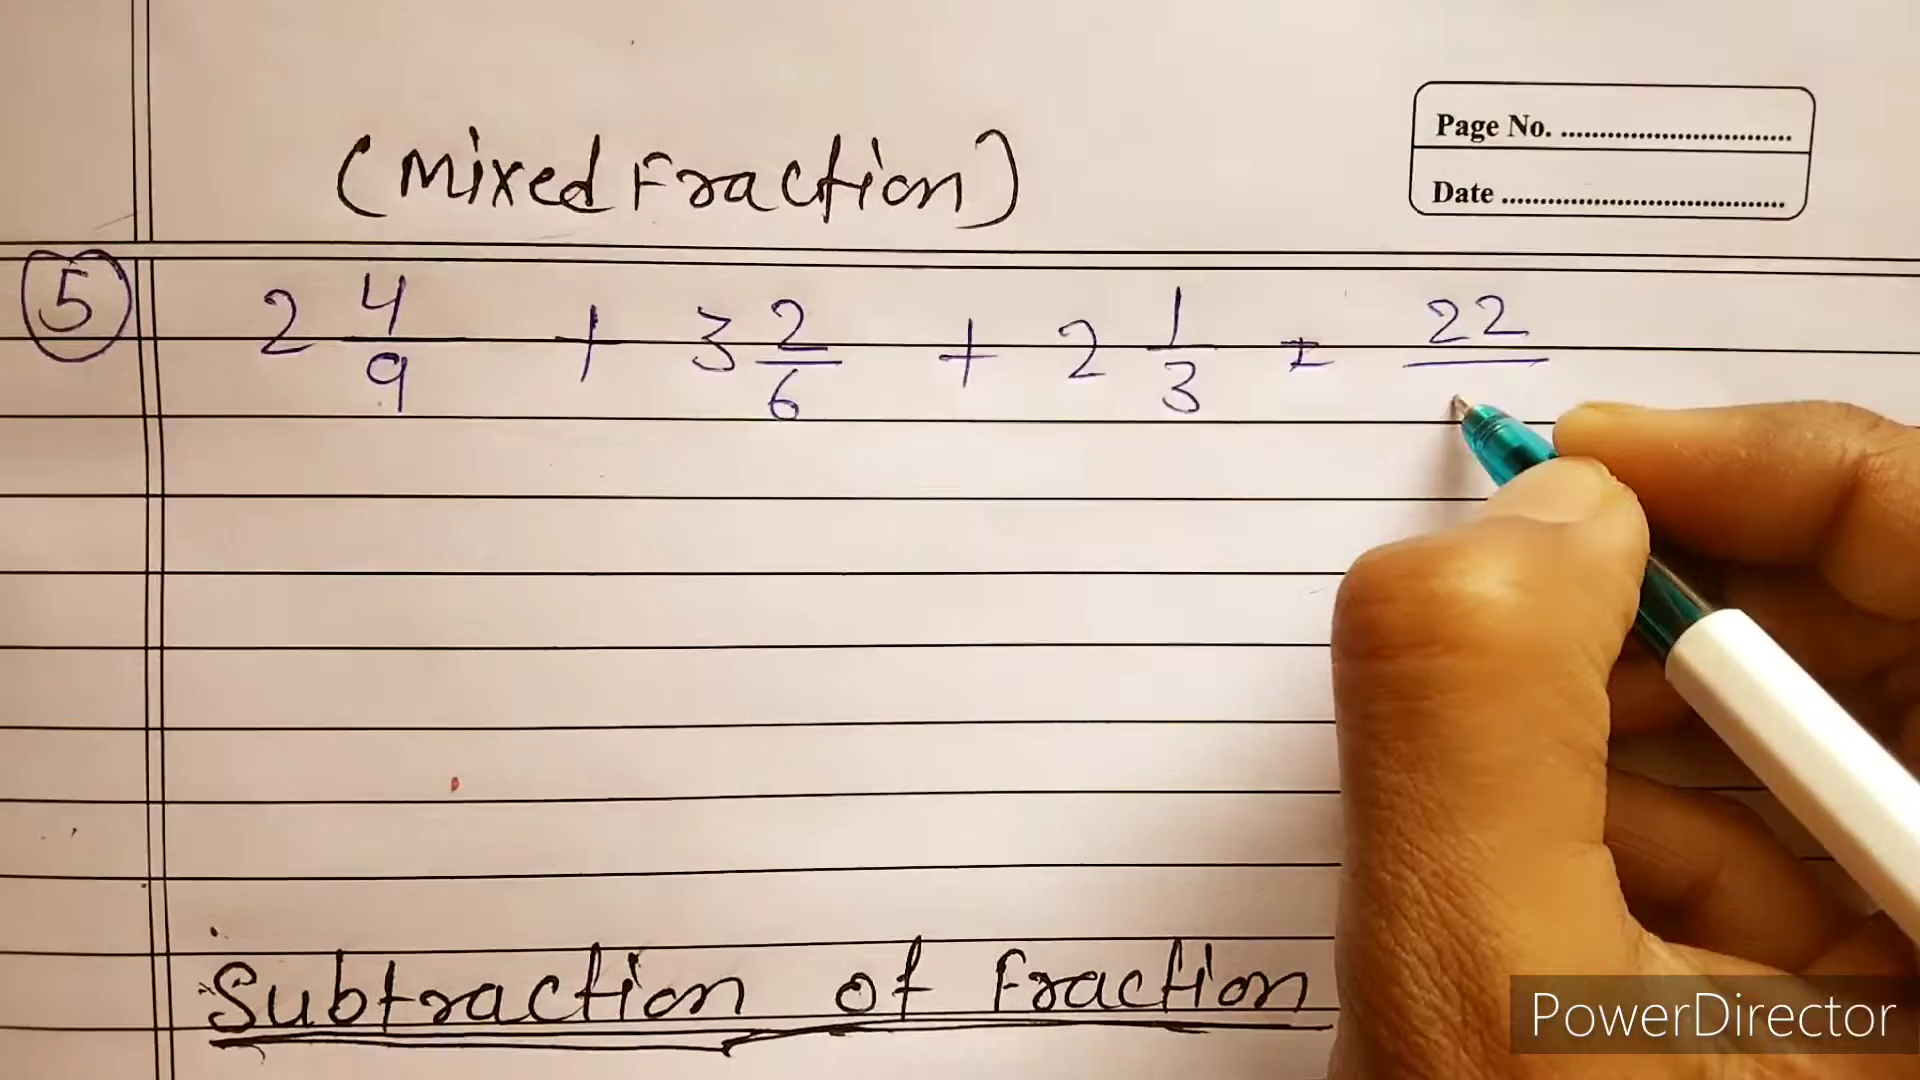 (Mixed Fraction)
Page No. ..............................
Date .....................................
5 2 4/9 + 3 2/6 + 2 1/3 = 22/
Subtraction of Fraction
PowerDirector